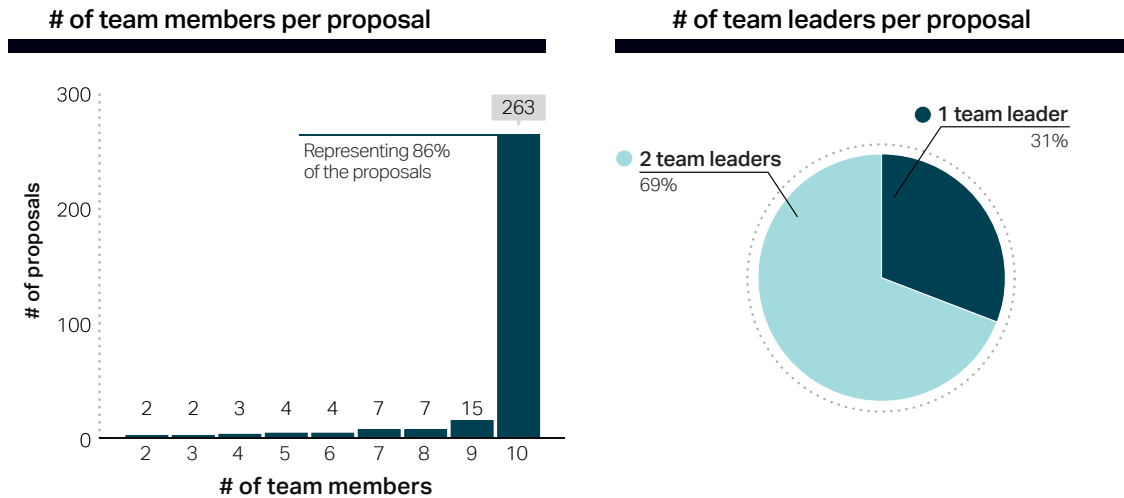 # of team members per proposal
300
263
Representing 86%
of the proposals
200
# of proposals
100
2 2 3 4 4 7 7 15
0
2 3 4 5 6 7 8 9 10
# of team members
# of team leaders per proposal
1 team leader
31%
2 team leaders
69%